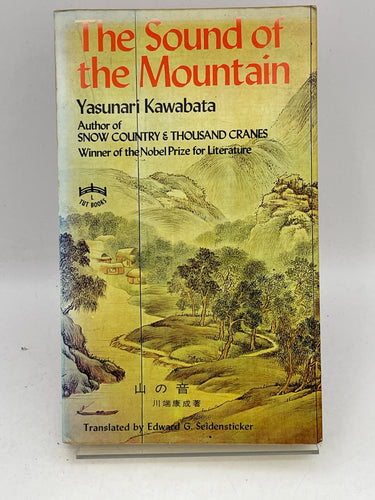 The Sound of
the Mountain
Yasunari Kawabata
Author of
SNOW COUNTRY & THOUSAND CRANES
Winner of the Nobel Prize for Literature
L
TUT BOOKS
山の音
川端康成著
Translated by Edward G. Seidensticker